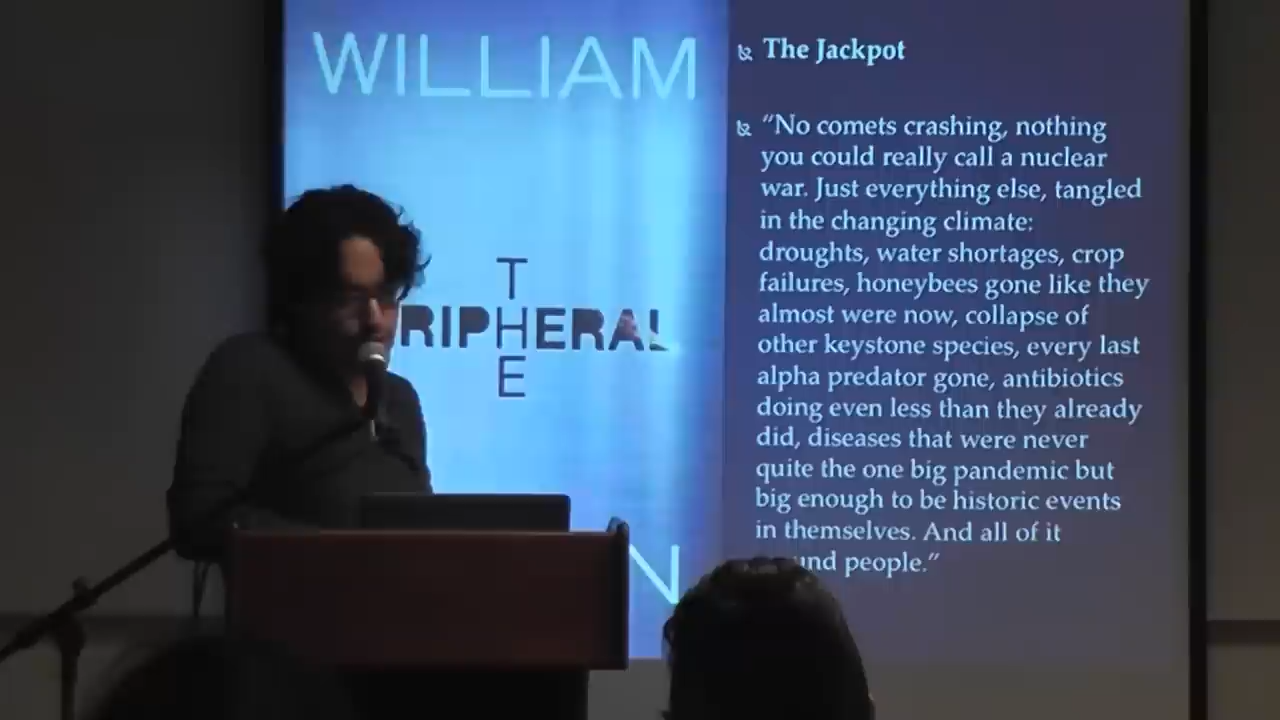 WILLIAM
T
RIPHERAL
E
N
The Jackpot
“No comets crashing, nothing
you could really call a nuclear
war. Just everything else, tangled
in the changing climate:
droughts, water shortages, crop
failures, honeybees gone like they
almost were now, collapse of
other keystone species, every last
alpha predator gone, antibiotics
doing even less than they already
did, diseases that were never
quite the one big pandemic but
big enough to be historic events
in themselves. And all of it
people.”